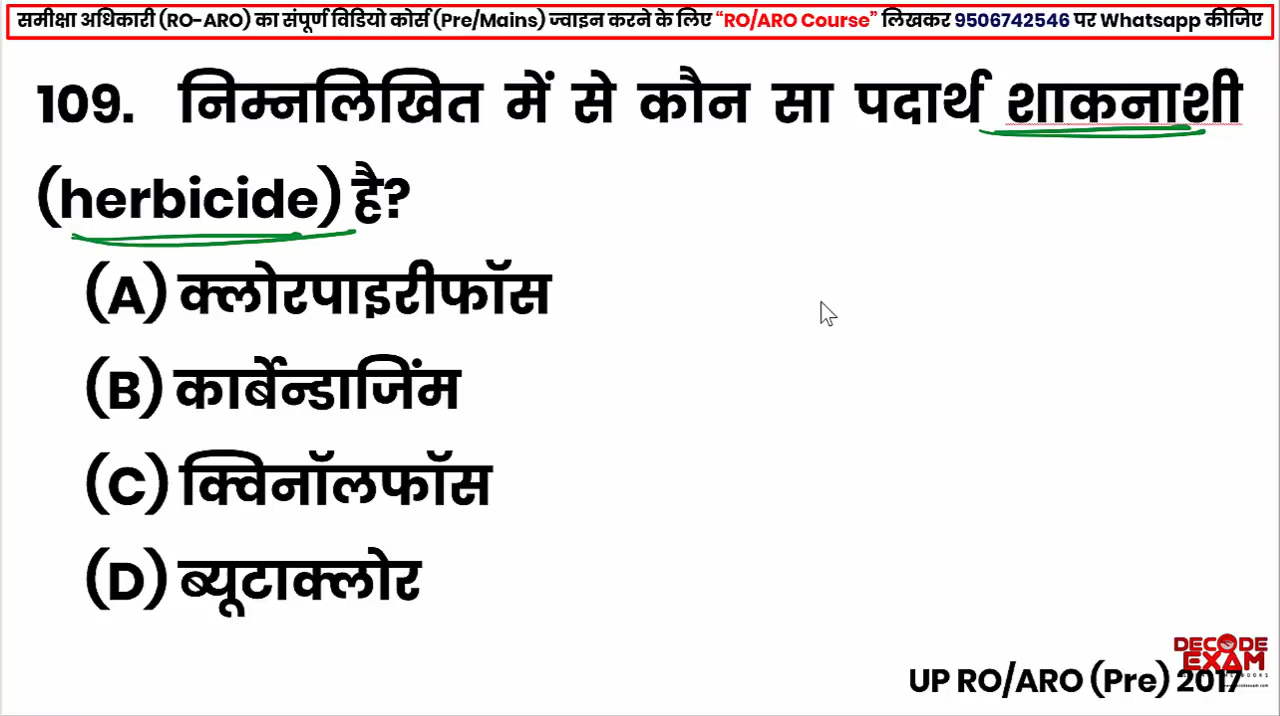 समीक्षा अधिकारी (RO-ARO) का संपूर्ण विडियो कोर्स (Pre/Mains) ज्वाइन करने के लिए “RO/ARO Course” लिखकर 9506742546 पर Whatsapp कीजिए
109. निम्नलिखित में से कौन सा पदार्थ शाकनाशी
(herbicide) है?
(A) क्लोरपाइरीफॉस
(B) कार्बेन्डाजिंम
(C) क्विनॉलफॉस
(D) ब्यूटाक्लोर
DECODE
EXAM
UP RO/ARO (Pre) 2017